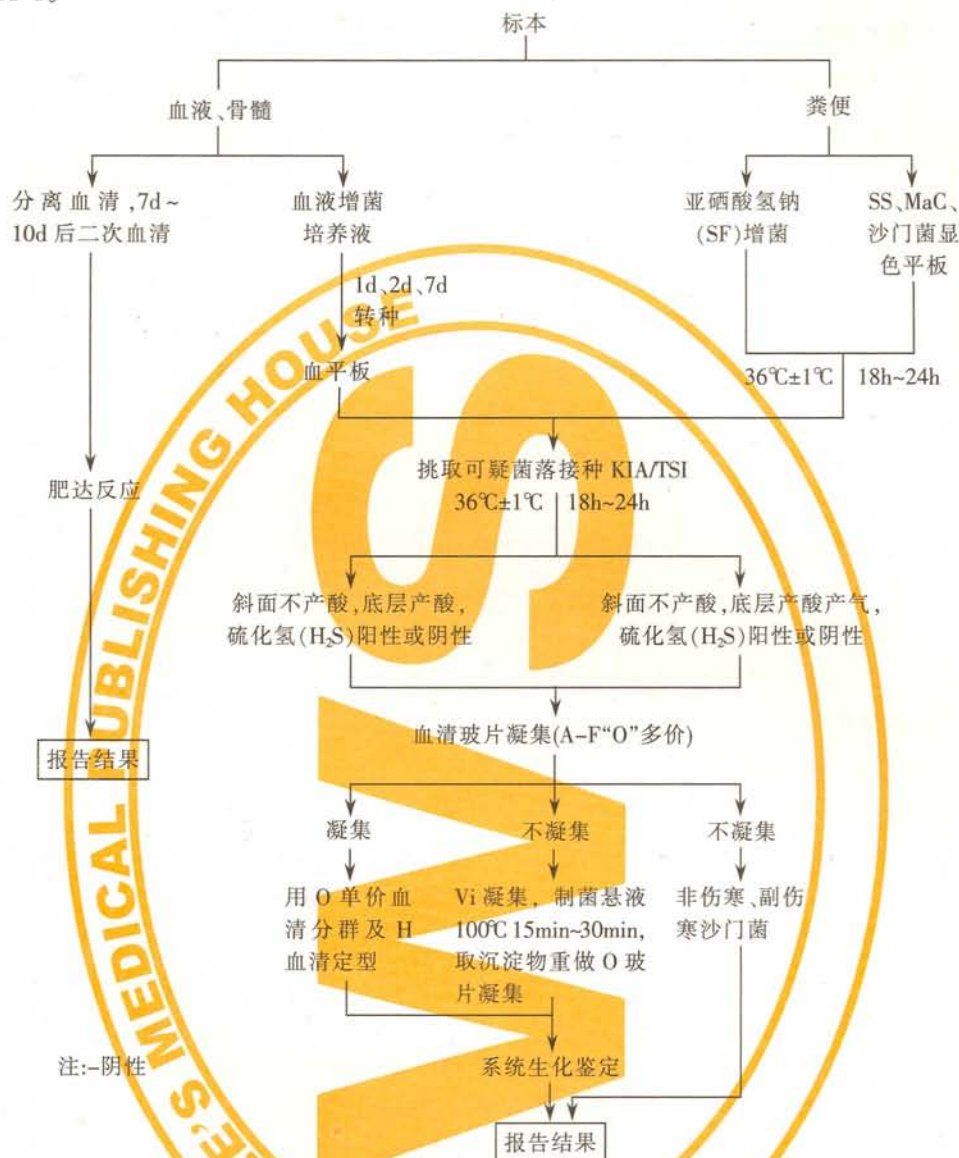 标本
血液、骨髓
粪便
分离血清,7d~
10d后二次血清
血液增菌
培养液
亚硒酸氢钠
(SF)增菌
SS、MaC、
沙门菌显
色平板
1d、2d、7d
转种
血平板
36℃±1℃ 18h~24h
挑取可疑菌落接种 KIA/TSI
36℃±1℃ 18h~24h
肥达反应
斜面不产酸,底层产酸,
硫化氢(H₂S)阳性或阴性
斜面不产酸,底层产酸产气,
硫化氢(H₂S)阳性或阴性
血清玻片凝集(A-F“O”多价)
报告结果
凝集
不凝集
不凝集
用 O 单价血
清分群及 H
血清定型
Vi 凝集, 制菌悬液
100℃ 15min~30min,
取沉淀物重做 O 玻
片凝集
非伤寒、副伤
寒沙门菌
注:-阴性
系统生化鉴定
报告结果
'S MEDICAL PUBLISHING HOUSE
WS